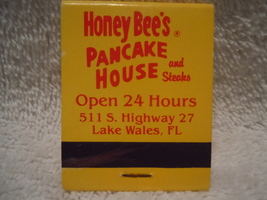 Honey Bee's ®
PANCAKE
HOUSE and Steaks
Open 24 Hours
511 S. Highway 27
Lake Wales, FL